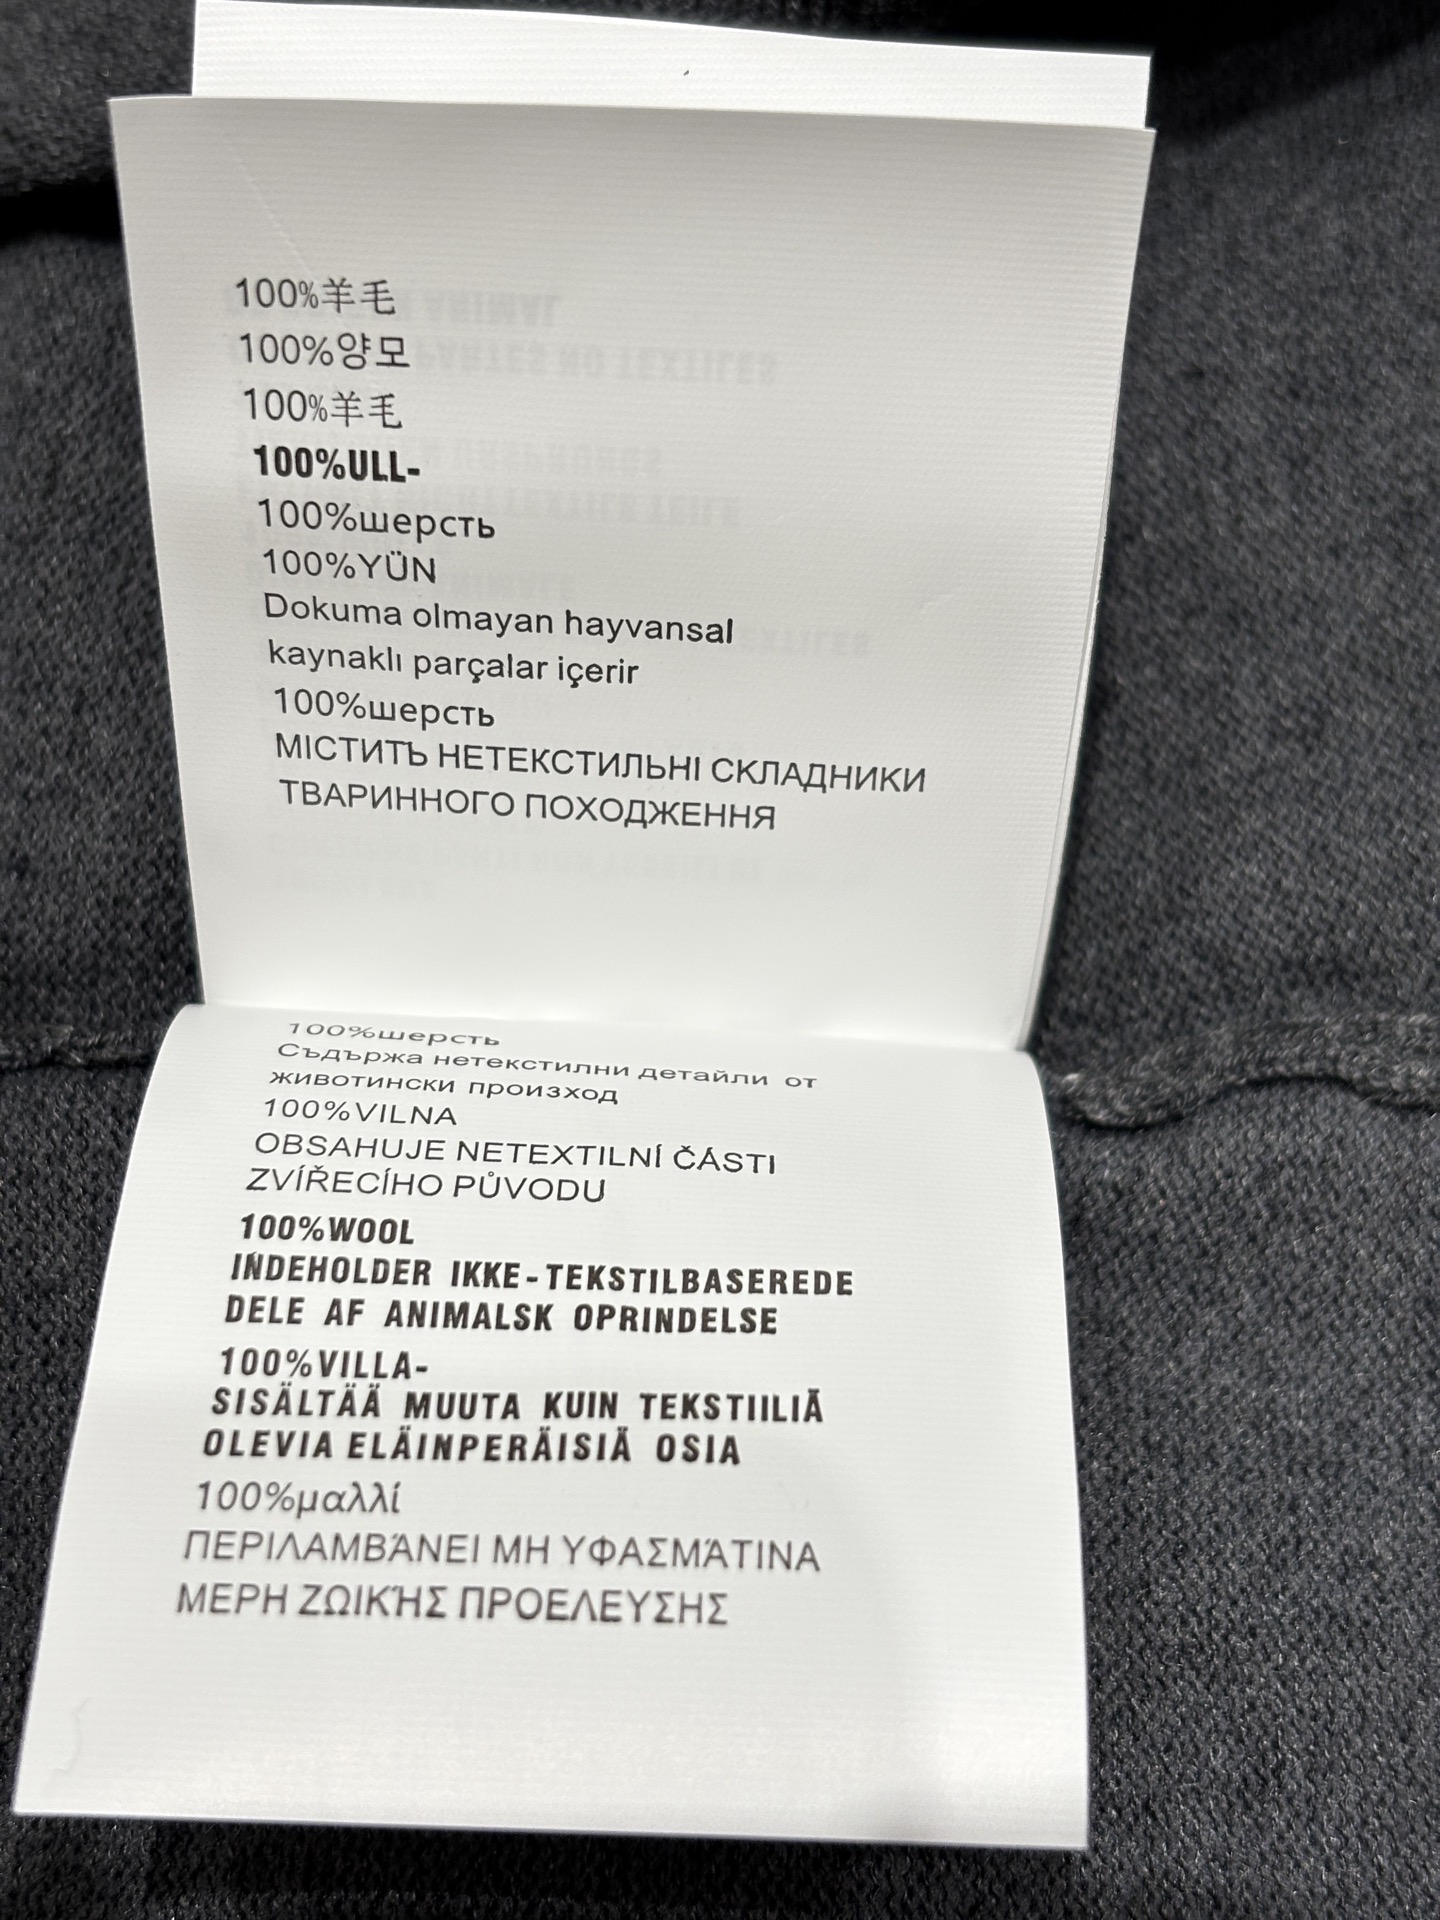 100%羊毛
100%양모
100%羊毛
100%ULL-
100%шерсть
100%YÜN
Dokuma olmayan hayvansal
kaynaklı parçalar içerir
100%шерсть
МІСТИТЬ НЕТЕКСТИЛЬНІ СКЛАДНИКИ
ТВАРИННОГО ПОХОДЖЕННЯ
100%шерсть
Съдържа нетекстилни детайли от
животински произход
100%VILNA
OBSAHUJE NETEXTILNÍ ČÁSTI
ZVÍŘECÍHO PŮVODU
100%WOOL
INDEHOLDER IKKE-TEKSTILBASEREDE
DELE AF ANIMALSK OPRINDELSE
100%VILLA-
SISÄLTÄÄ MUUTA KUIN TEKSTIILIÄ
OLEVIA ELÄINPERÄISIÄ OSIA
100%μαλλί
ΠΕΡΙΛΑΜΒΆΝΕΙ ΜΗ ΥΦΑΣΜΆΤΙΝΑ
ΜΕΡΗ ΖΩΙΚΉΣ ΠΡΟΕΛΕΥΣΗΣ